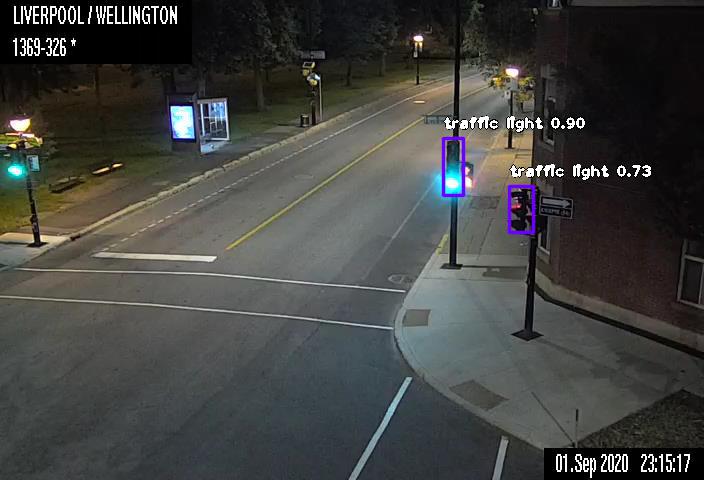 LIVERPOOL / WELLINGTON
1369-326 *
traffic light 0.90
traffic light 0.73
01.Sep 2020 23:15:17